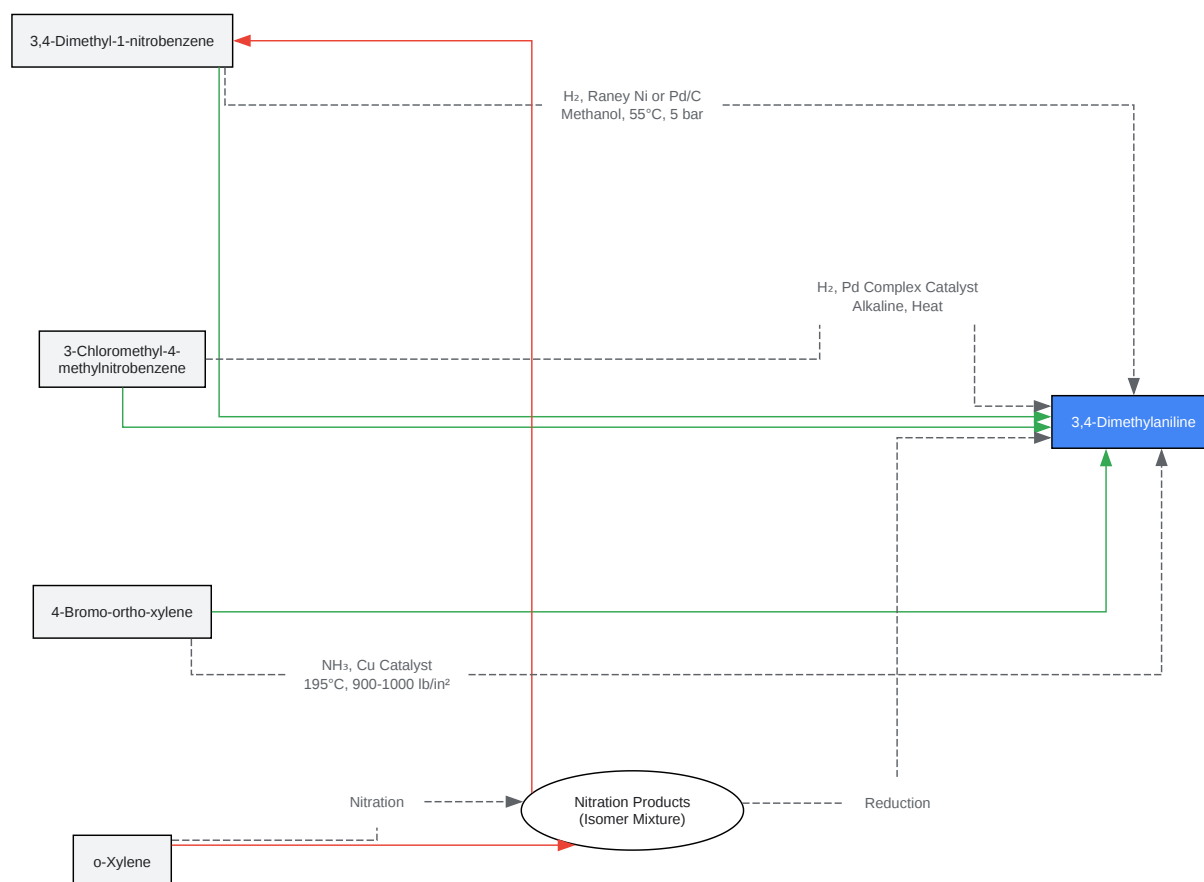 3,4-Dimethyl-1-nitrobenzene
H₂, Raney Ni or Pd/C
Methanol, 55°C, 5 bar
H₂, Pd Complex Catalyst
Alkaline, Heat
3-Chloromethyl-4-
methylnitrobenzene
3,4-Dimethylaniline
4-Bromo-ortho-xylene
NH₃, Cu Catalyst
195°C, 900-1000 lb/in²
Nitration
Nitration Products
(Isomer Mixture)
Reduction
o-Xylene